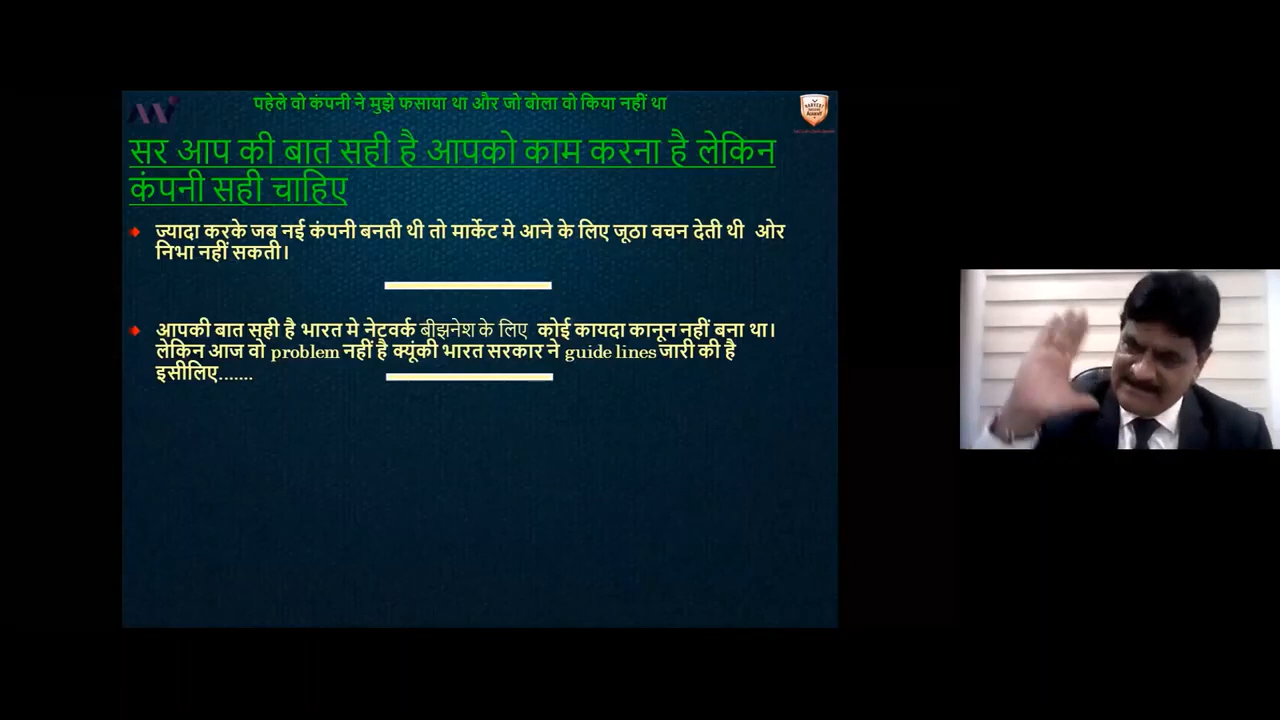 पहेले वो कंपनी ने मुझे फसाया था और जो बोला वो किया नहीं था
सर आप की बात सही है आपको काम करना है लेकिन
कंपनी सही चाहिए
ज्यादा करके जब नई कंपनी बनती थी तो मार्केट मे आने के लिए जूठा वचन देती थी ओर
निभा नहीं सकती।
आपकी बात सही है भारत मे नेटवर्क बीझनेश के लिए कोई कायदा कानून नहीं बना था।
लेकिन आज वो problem नहीं है क्यूंकी भारत सरकार ने guide lines जारी की है
इसीलिए.......